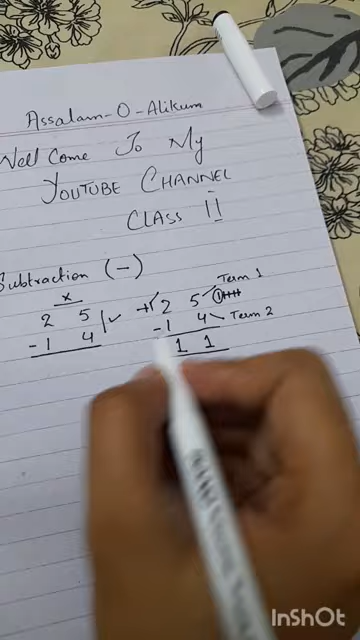 Assalam-O-Alikum
Well Come To My
YOUTUBE CHANNEL
CLASS II
Subtraction (-)
x
2 5
- 1 4
+ 2 5 Term 1
- 1 4 Term 2
1 1
InShOt